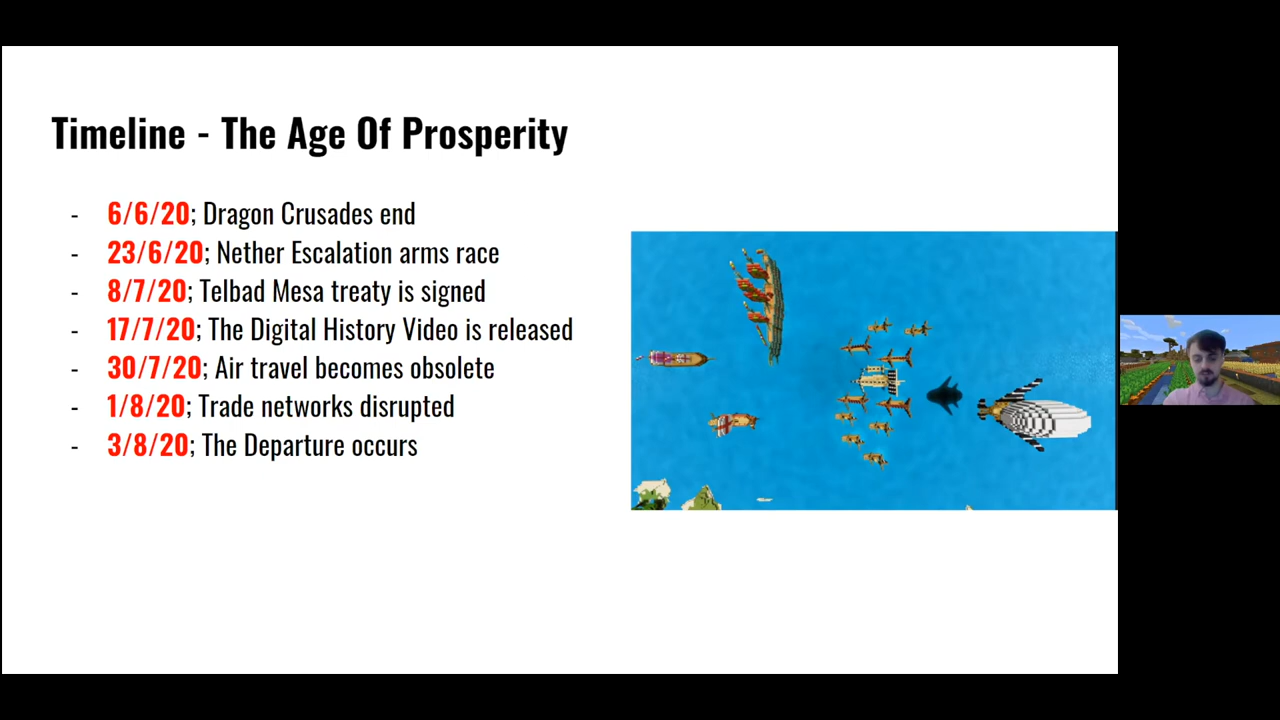 Timeline - The Age Of Prosperity
- 6/6/20; Dragon Crusades end
- 23/6/20; Nether Escalation arms race
- 8/7/20; Telbad Mesa treaty is signed
- 17/7/20; The Digital History Video is released
- 30/7/20; Air travel becomes obsolete
- 1/8/20; Trade networks disrupted
- 3/8/20; The Departure occurs